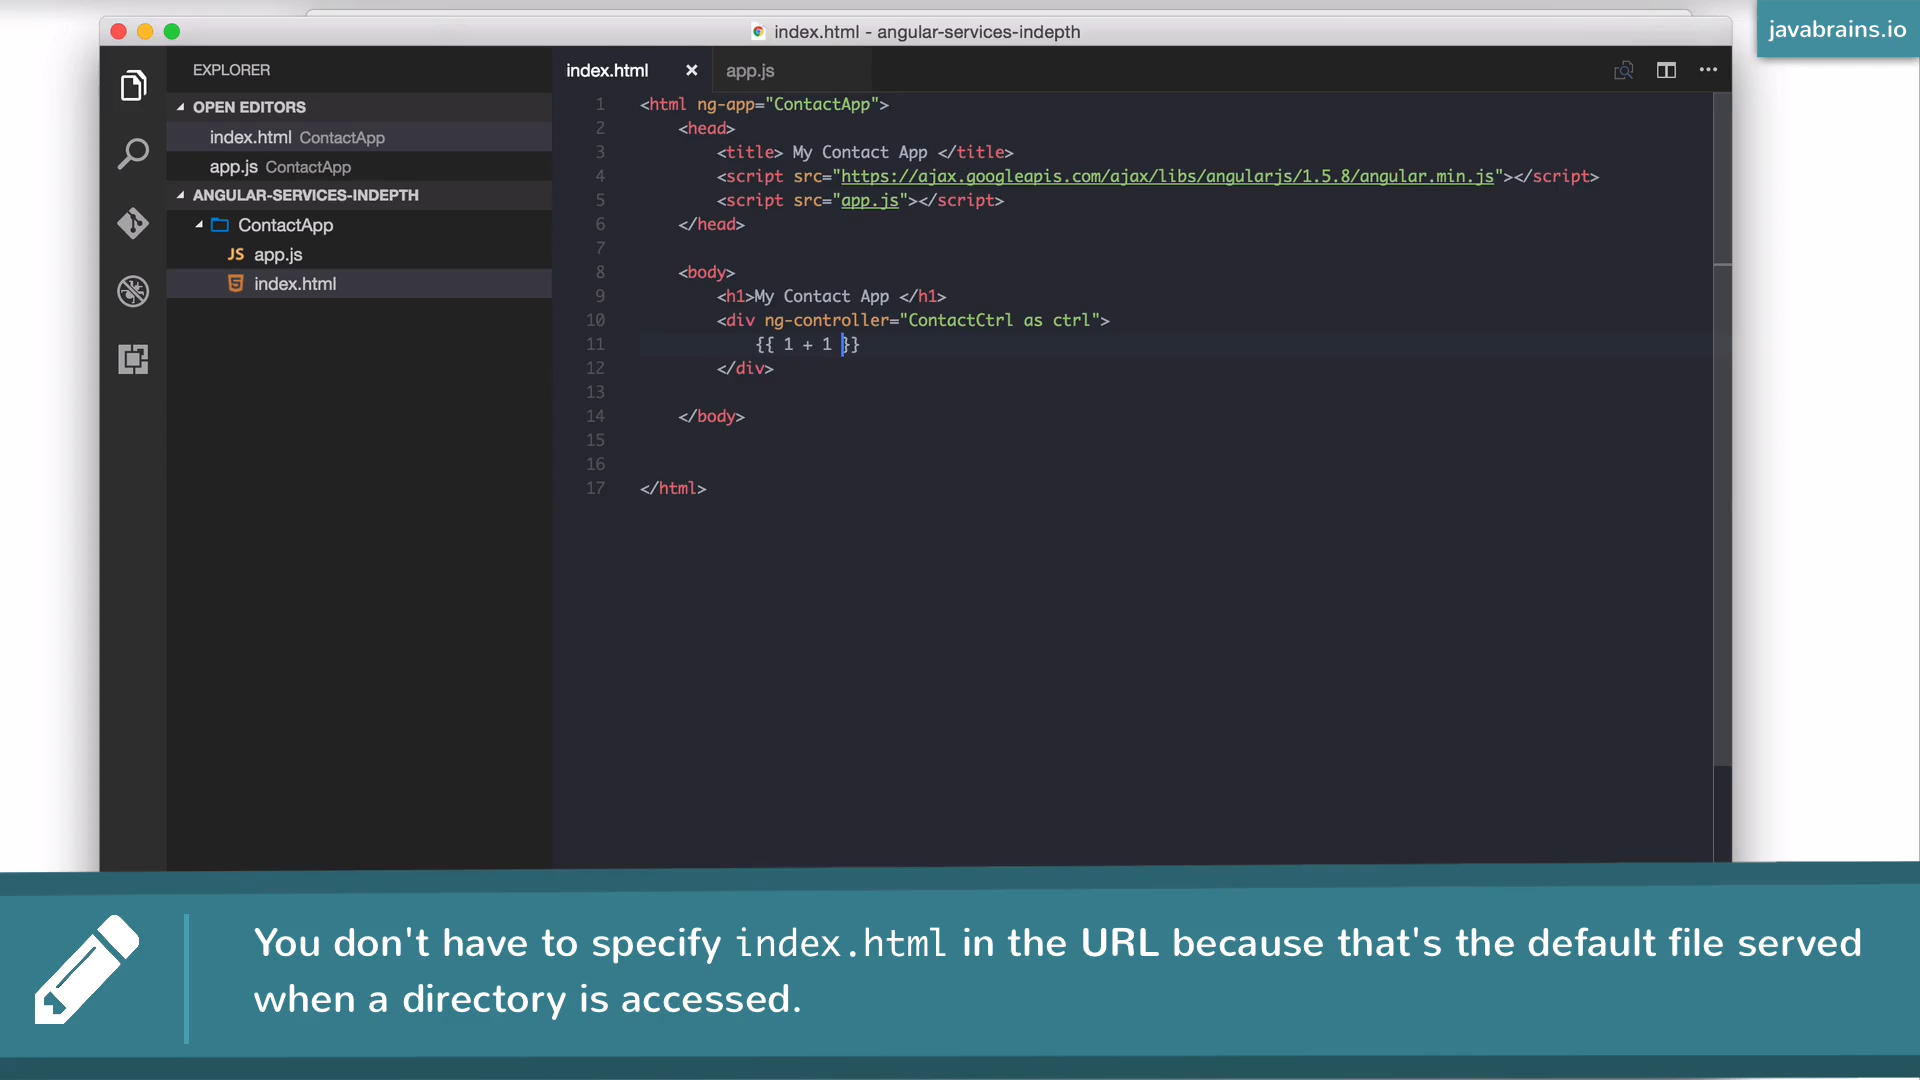 index.html - angular-services-indepth
javabrains.io
EXPLORER
OPEN EDITORS
index.html ContactApp
app.js ContactApp
ANGULAR-SERVICES-INDEPTH
ContactApp
JS app.js
index.html
index.html app.js
1 <html ng-app="ContactApp">
2 <head>
3 <title> My Contact App </title>
4 <script src="https://ajax.googleapis.com/ajax/libs/angularjs/1.5.8/angular.min.js"></script>
5 <script src="app.js"></script>
6 </head>
7
8 <body>
9 <h1>My Contact App </h1>
10 <div ng-controller="ContactCtrl as ctrl">
11 {{ 1 + 1 }}
12 </div>
13
14 </body>
15
16
17 </html>
You don't have to specify index.html in the URL because that's the default file served
when a directory is accessed.